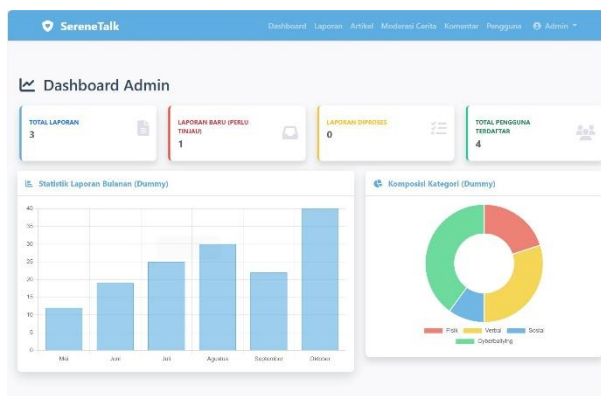 SereneTalk
Dashboard Laporan Artikel Moderasi Cerita Komentar Pengguna Admin
Dashboard Admin
TOTAL LAPORAN
3
LAPORAN BARU (PERLU
TINJAU)
1
LAPORAN DIPROSES
0
TOTAL PENGGUNA
TERDAFTAR
4
Statistik Laporan Bulanan (Dummy)
40
35
30
25
20
15
10
5
0
Mei Juni Juli Agustus September Oktober
Komposisi Kategori (Dummy)
Fisik Verbal Sosial
Cyberbullying